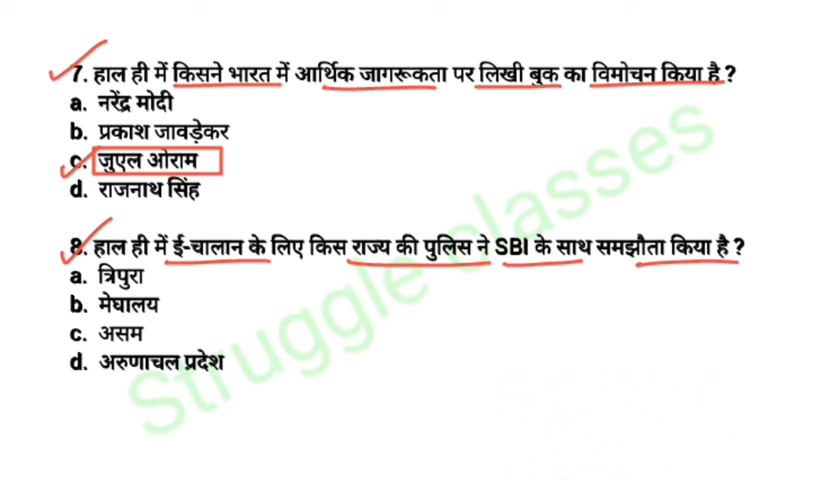 7. हाल ही में किसने भारत में आर्थिक जागरूकता पर लिखी बुक का विमोचन किया है ?
a. नरेंद्र मोदी
b. प्रकाश जावड़ेकर
c. जुएल ओराम
d. राजनाथ सिंह
8. हाल ही में ई-चालान के लिए किस राज्य की पुलिस ने SBI के साथ समझौता किया है ?
a. त्रिपुरा
b. मेघालय
c. असम
d. अरुणाचल प्रदेश
Struggle classes